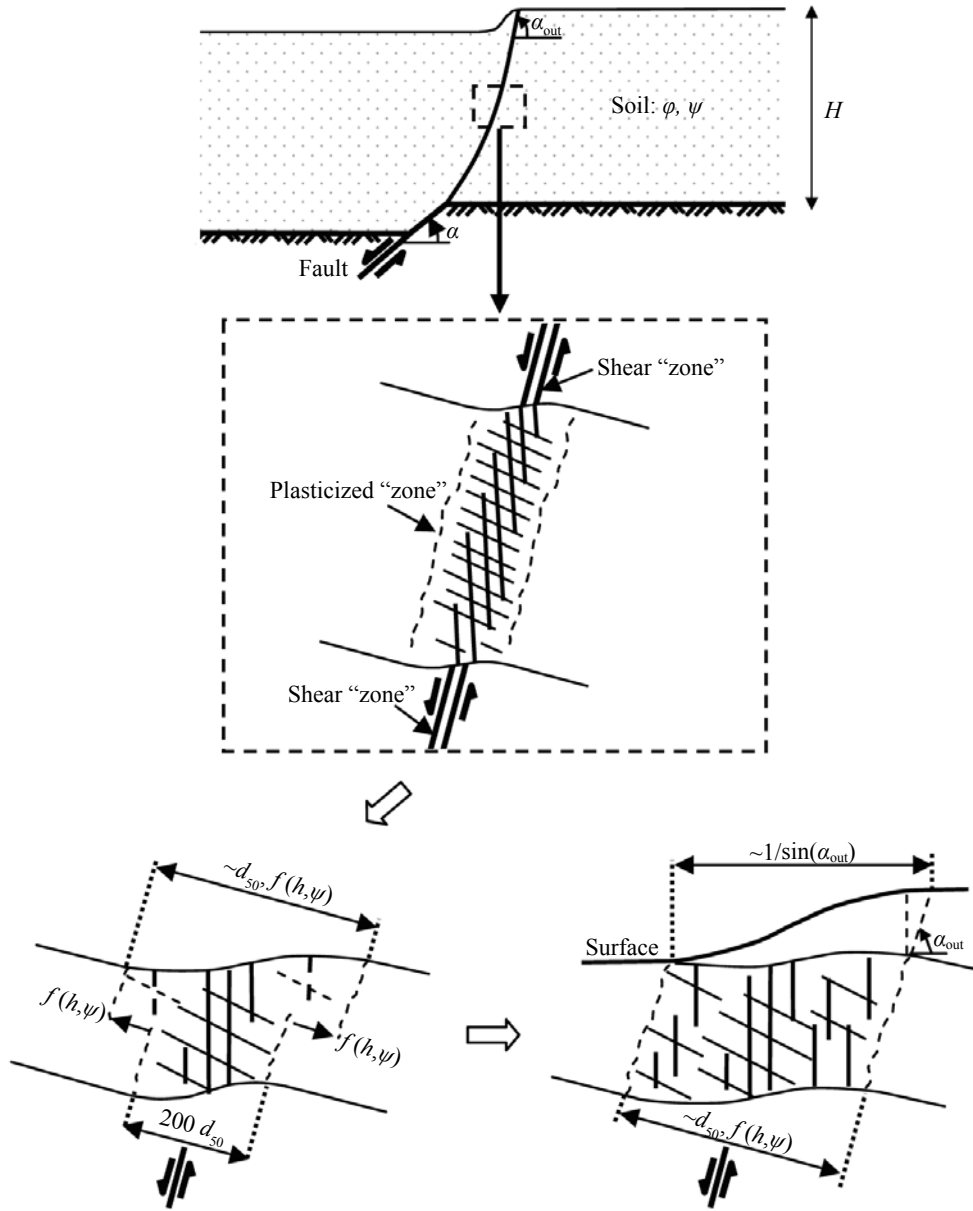 α_out
Soil: φ, ψ
H
α
Fault
Shear “zone”
Plasticized “zone”
Shear “zone”
~d_50, f (h,ψ)
f (h,ψ)
f (h,ψ)
200 d_50
~1/sin(α_out)
Surface
α_out
~d_50, f (h,ψ)